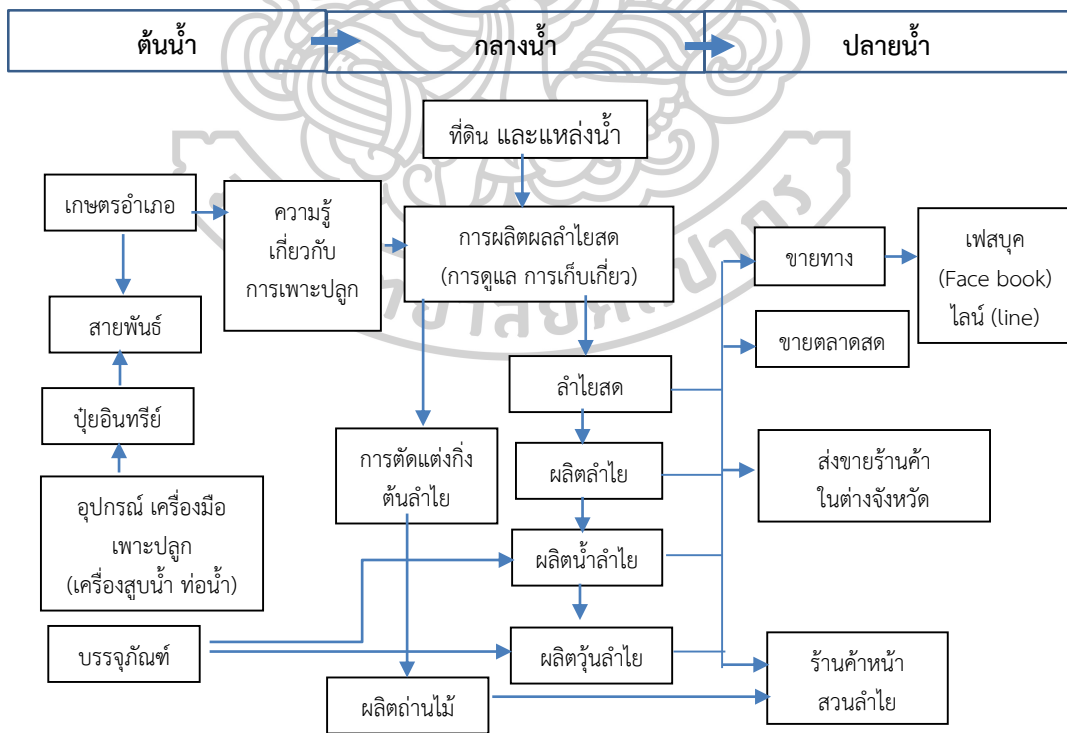 ต้นน้ำ
กลางน้ำ
ปลายน้ำ
ที่ดิน และแหล่งน้ำ
เกษตรอำเภอ
ความรู้
เกี่ยวกับ
การเพาะปลูก
การผลิตผลลำไยสด
(การดูแล การเก็บเกี่ยว)
ขายทาง
เฟสบุค
(Face book)
ไลน์ (line)
สายพันธ์
ขายตลาดสด
ลำไยสด
ปุ๋ยอินทรีย์
การตัดแต่งกิ่ง
ต้นลำไย
ผลิตลำไย
ส่งขายร้านค้า
ในต่างจังหวัด
อุปกรณ์ เครื่องมือ
เพาะปลูก
(เครื่องสูบน้ำ ท่อน้ำ)
ผลิตน้ำลำไย
บรรจุภัณฑ์
ผลิตวุ้นลำไย
ร้านค้าหน้า
สวนลำไย
ผลิตถ่านไม้